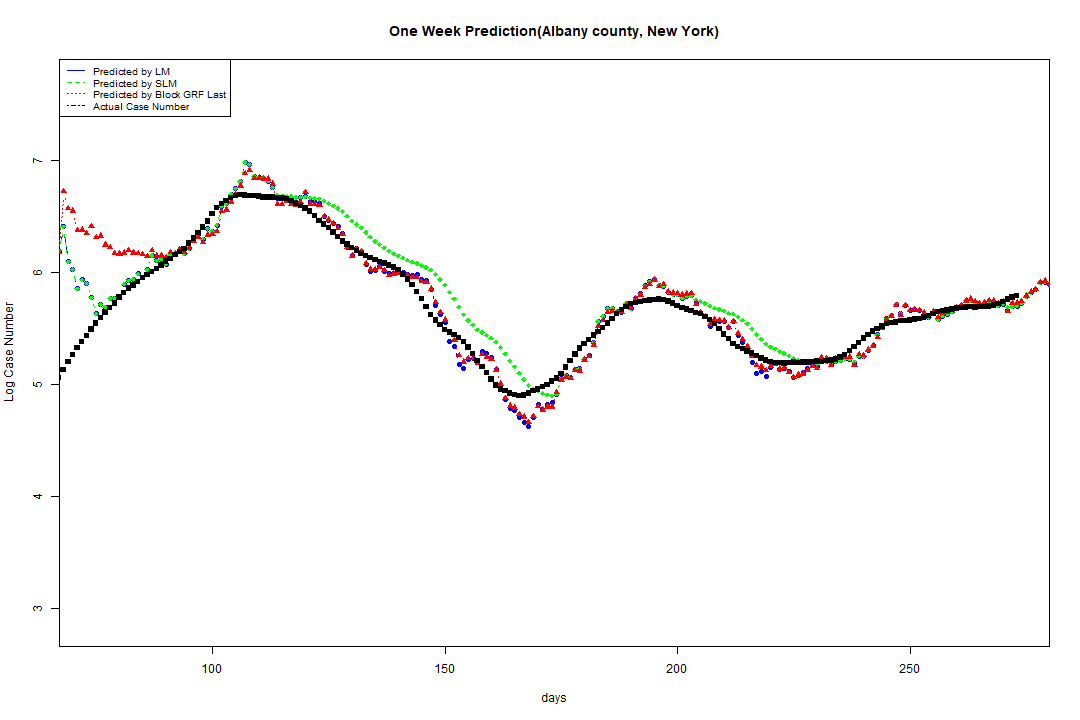 One Week Prediction(Albany county, New York)
Predicted by LM
Predicted by SLM
Predicted by Block GRF Last
Actual Case Number
7
6
5
4
3
Log Case Number
100 150 200 250
days